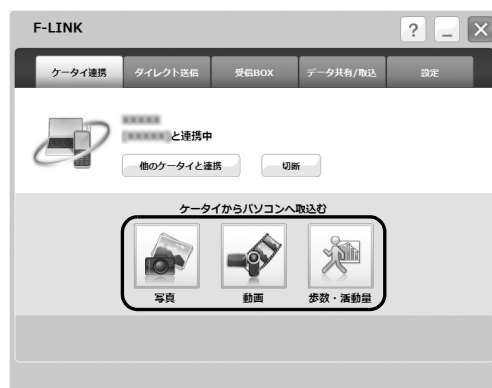 F-LINK
?
ケータイ連携 ダイレクト送信 受信BOX データ共有/取込 設定
と連携中
他のケータイと連携 切断
ケータイからパソコンへ取込む
写真 動画 歩数・活動量